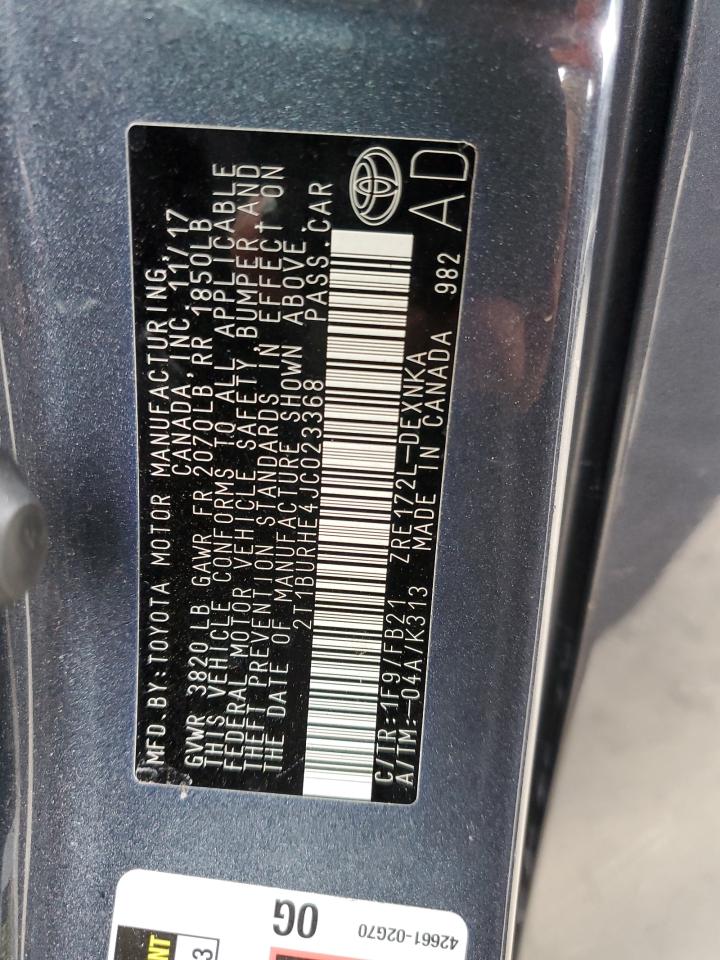 MFD. BY: TOYOTA MOTOR MANUFACTURING,
CANADA, INC. 11/17
GVWR 3820 LB GAWR FR 2070LB, RR 1850LB
THIS VEHICLE CONFORMS TO ALL APPLICABLE
FEDERAL MOTOR VEHICLE SAFETY, BUMPER, AND
THEFT PREVENTION STANDARDS IN EFFECT ON
THE DATE OF MANUFACTURE SHOWN ABOVE.
2T1BURHE4JC023368 PASS. CAR
C/TR: 1F9/FB21 ZRE172L-DEXNKA
A/TM: -04A/K313 MADE IN CANADA 982
AD
0G
42661-02G70
3